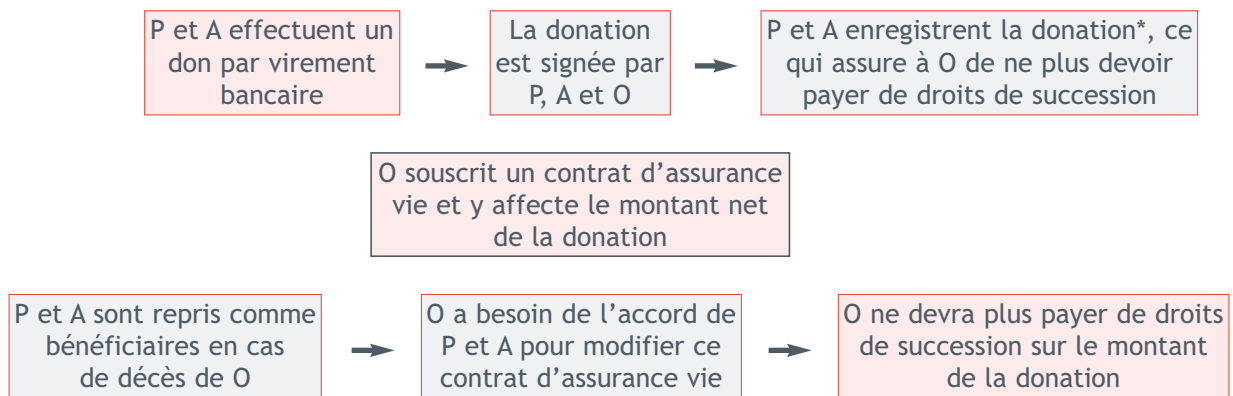 P et A effectuent un
don par virement
bancaire
La donation
est signée par
P, A et O
P et A enregistrent la donation*, ce
qui assure à O de ne plus devoir
payer de droits de succession
O souscrit un contrat d’assurance
vie et y affecte le montant net
de la donation
P et A sont repris comme
bénéficiaires en cas
de décès de O
O a besoin de l’accord de
P et A pour modifier ce
contrat d’assurance vie
O ne devra plus payer de droits
de succession sur le montant
de la donation